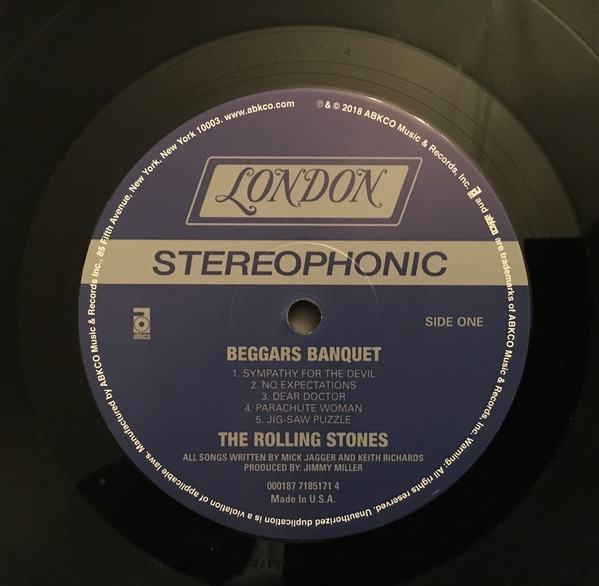 Manufactured by ABKCO Music & Records Inc., 85 Fifth Avenue, New York, New York 10003. www.abkco.com
℗ & © 2018 ABKCO Music & Records, Inc. and abkco are trademarks of ABKCO Music & Records, Inc. Warning: All rights reserved. Unauthorized duplication is a violation of applicable laws.
LONDON
STEREOPHONIC
abkco
SIDE ONE
BEGGARS BANQUET
1. SYMPATHY FOR THE DEVIL
2. NO EXPECTATIONS
3. DEAR DOCTOR
4. PARACHUTE WOMAN
5. JIG-SAW PUZZLE
THE ROLLING STONES
ALL SONGS WRITTEN BY MICK JAGGER AND KEITH RICHARDS
PRODUCED BY: JIMMY MILLER
000187 7185171 4
Made In U.S.A.